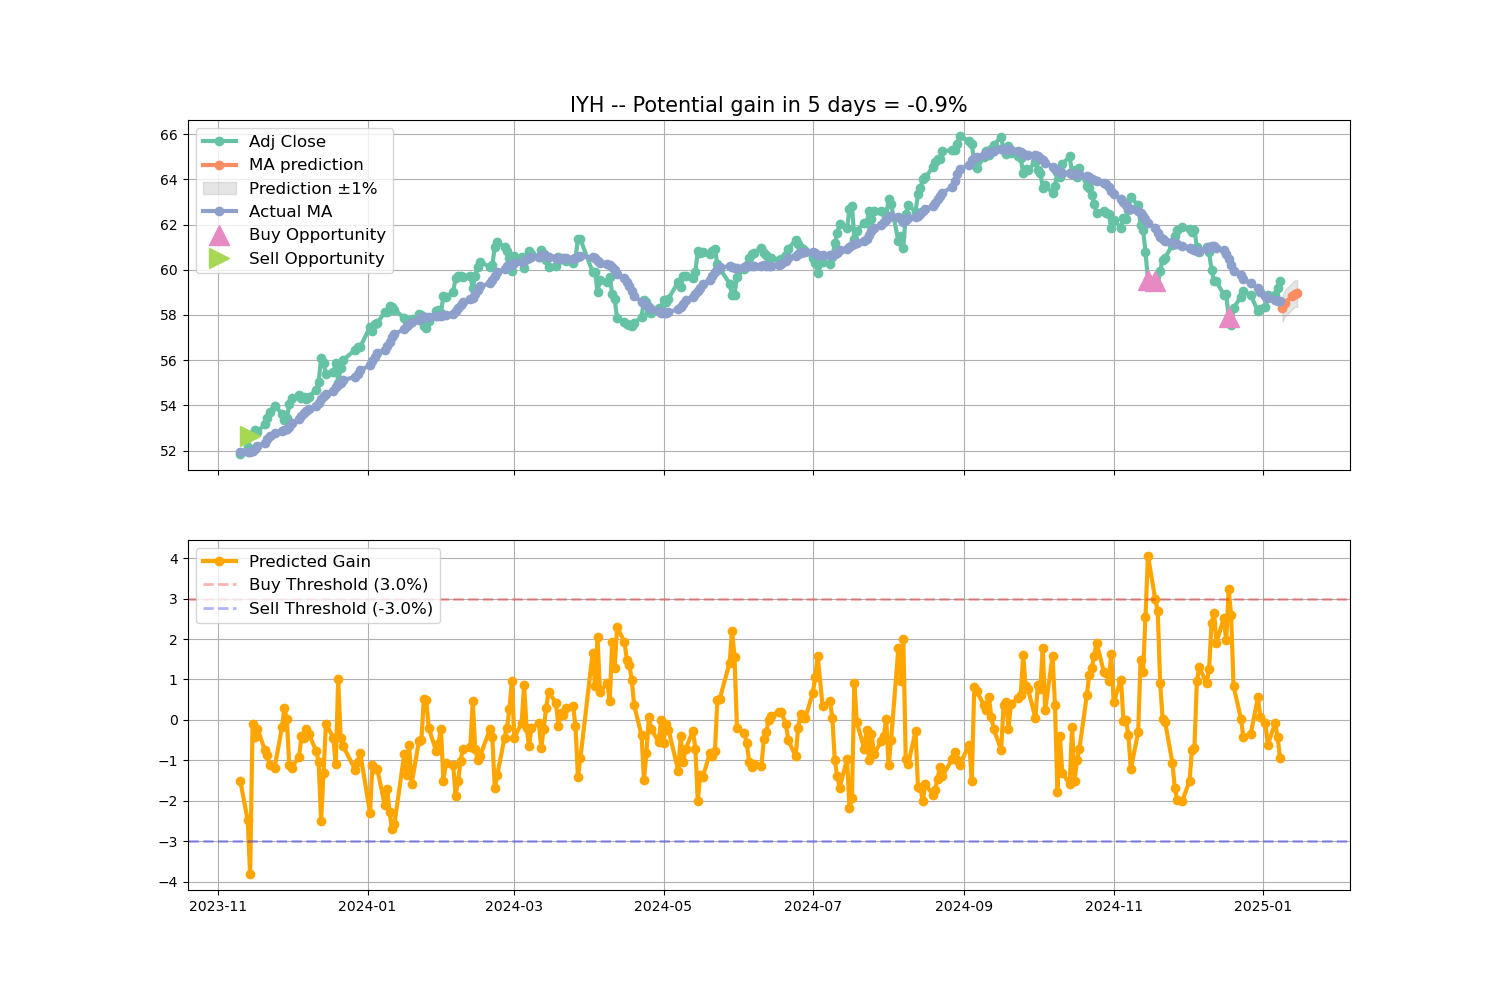 IYH -- Potential gain in 5 days = -0.9%
66
64
62
60
58
56
54
52
Adj Close
MA prediction
Prediction ±1%
Actual MA
Buy Opportunity
Sell Opportunity
4
3
2
1
0
−1
−2
−3
−4
Predicted Gain
Buy Threshold (3.0%)
Sell Threshold (-3.0%)
2023-11 2024-01 2024-03 2024-05 2024-07 2024-09 2024-11 2025-01